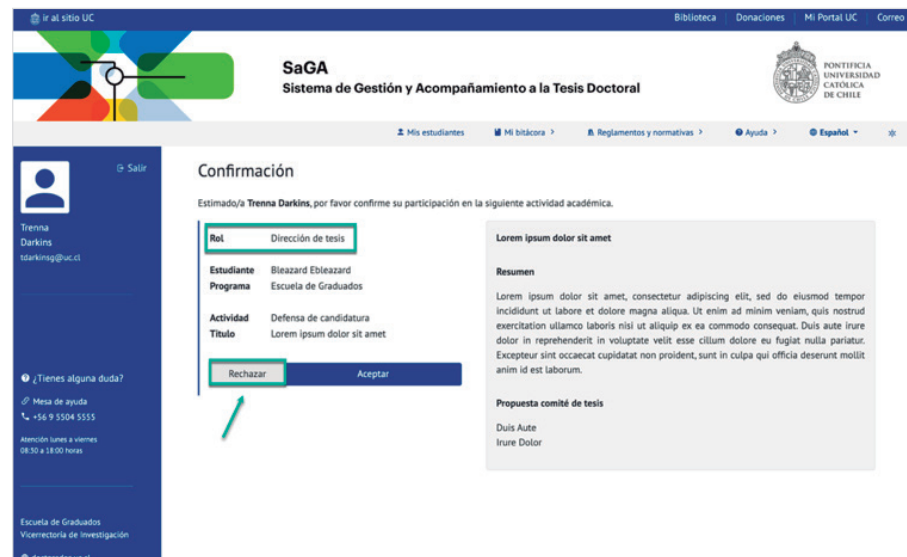 ir al sitio UC
Biblioteca Donaciones Mi Portal UC Correo
SaGA
Sistema de Gestión y Acompañamiento a la Tesis Doctoral
PONTIFICIA
UNIVERSIDAD
CATÓLICA
DE CHILE
Mis estudiantes Mi bitácora > Reglamentos y normativas > Ayuda > Español
Salir
Trenna
Darkins
tdarkinsg@uc.cl
¿Tienes alguna duda?
Mesa de ayuda
+56 9 5504 5555
Atención lunes a viernes
08:30 a 18:00 horas
Escuela de Graduados
Vicerrectoría de Investigación
Confirmación
Estimado/a Trenna Darkins, por favor confirme su participación en la siguiente actividad académica.
Rol Dirección de tesis
Estudiante Bleazard Ebleazard
Programa Escuela de Graduados
Actividad Defensa de candidatura
Título Lorem ipsum dolor sit amet
Rechazar Aceptar
Lorem ipsum dolor sit amet
Resumen
Lorem ipsum dolor sit amet, consectetur adipiscing elit, sed do eiusmod tempor
incididunt ut labore et dolore magna aliqua. Ut enim ad minim veniam, quis nostrud
exercitation ullamco laboris nisi ut aliquip ex ea commodo consequat. Duis aute irure
dolor in reprehenderit in voluptate velit esse cillum dolore eu fugiat nulla pariatur.
Excepteur sint occaecat cupidatat non proident, sunt in culpa qui officia deserunt mollit
anim id est laborum.
Propuesta comité de tesis
Duis Aute
Irure Dolor